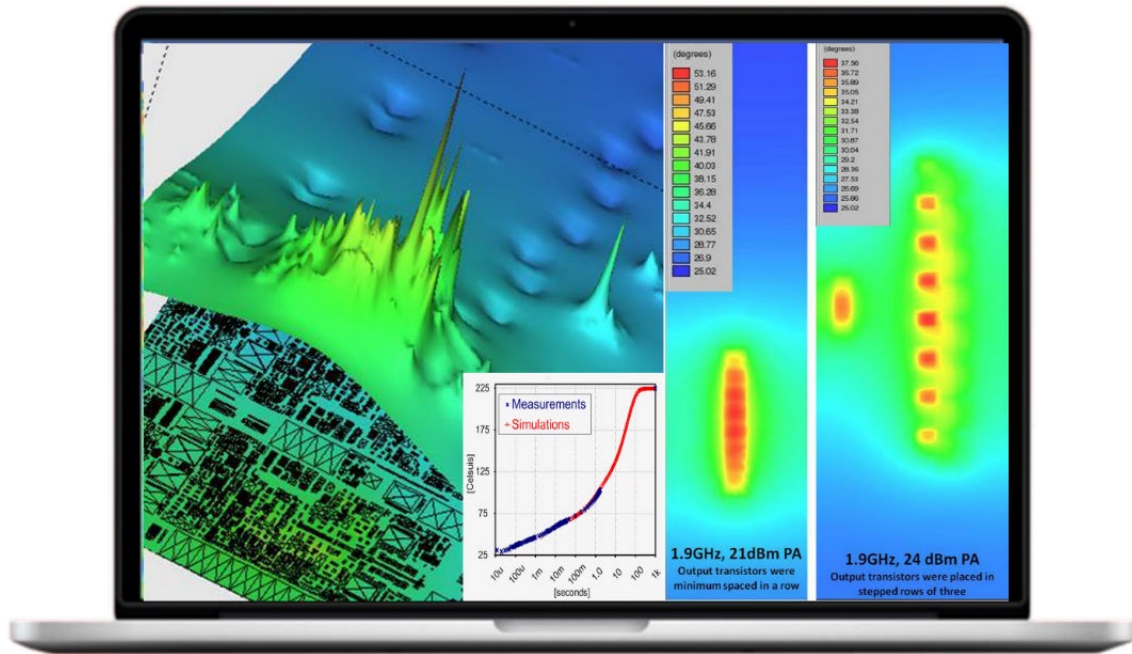 (degrees)
53.16
51.29
49.41
47.53
45.66
43.78
41.91
40.03
38.15
36.28
34.4
32.52
30.65
28.77
26.9
25.02
(degrees)
37.56
36.72
35.89
35.05
34.21
33.38
32.54
31.71
30.87
30.04
29.2
28.36
27.53
26.69
25.86
25.02
225
175
125
75
25
[Celsuis]
Measurements
Simulations
10u
100u
1m
10m
100m
1.0
10
100
1k
[seconds]
1.9GHz, 21dBm PA
Output transistors were
minimum spaced in a row
1.9GHz, 24 dBm PA
Output transistors were placed in
stepped rows of three